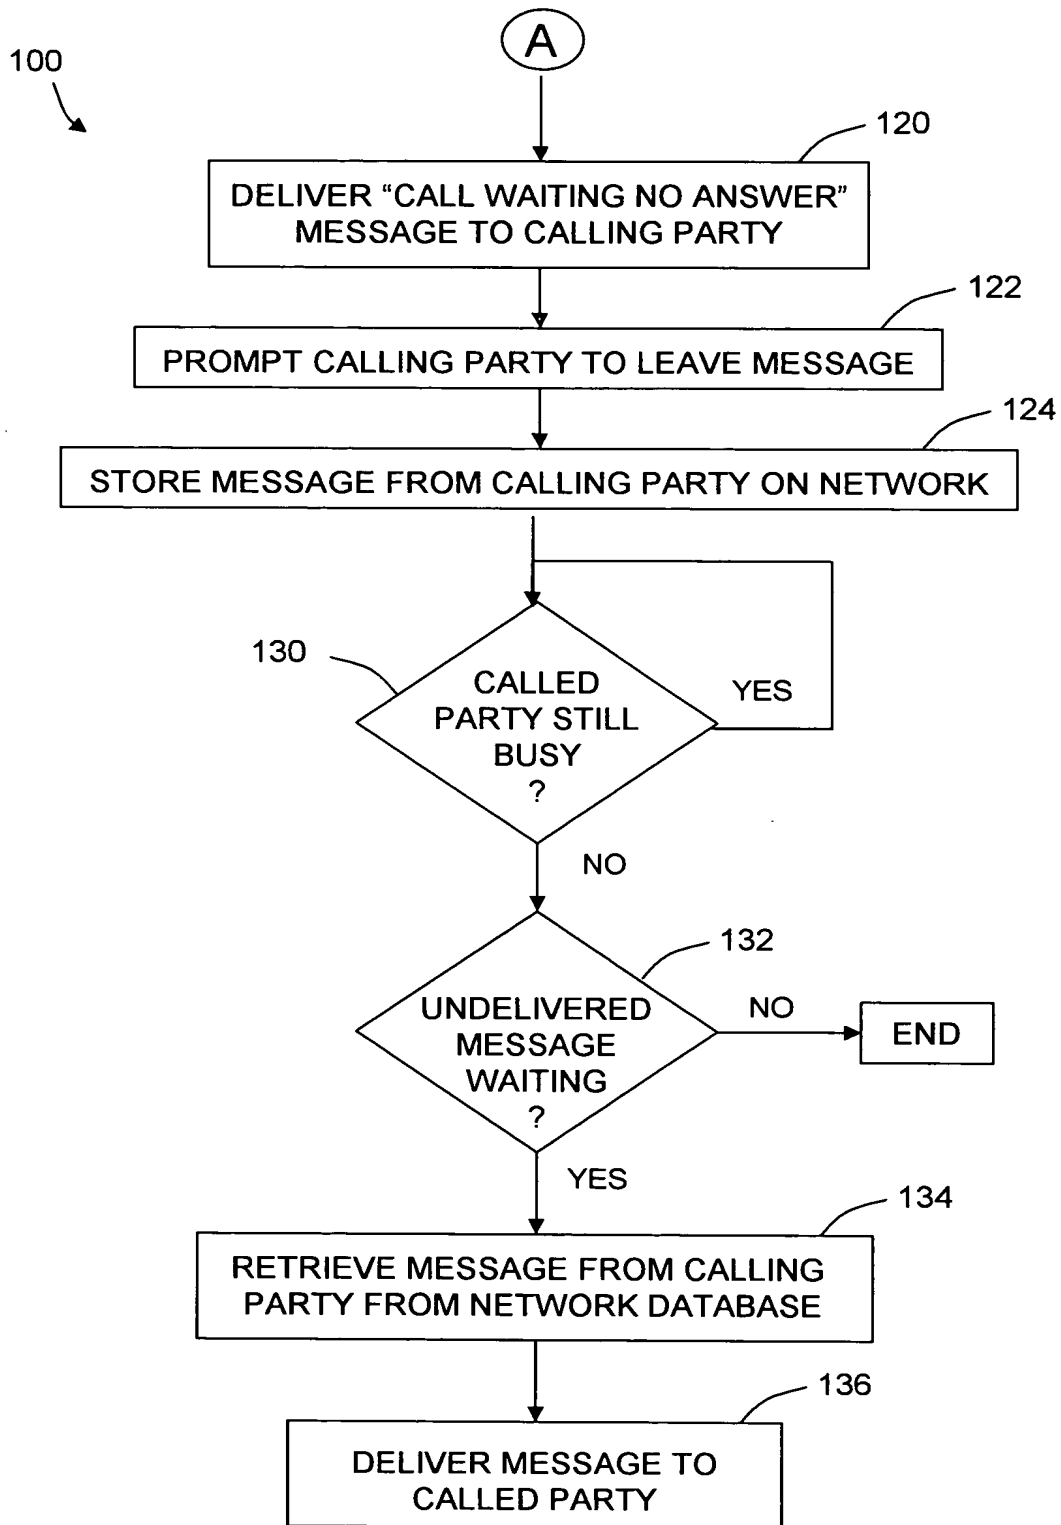 A
100
120
DELIVER “CALL WAITING NO ANSWER”
MESSAGE TO CALLING PARTY
122
PROMPT CALLING PARTY TO LEAVE MESSAGE
124
STORE MESSAGE FROM CALLING PARTY ON NETWORK
130
CALLED
PARTY STILL
BUSY
?
YES
NO
132
UNDELIVERED
MESSAGE
WAITING
?
NO
END
YES
134
RETRIEVE MESSAGE FROM CALLING
PARTY FROM NETWORK DATABASE
136
DELIVER MESSAGE TO
CALLED PARTY